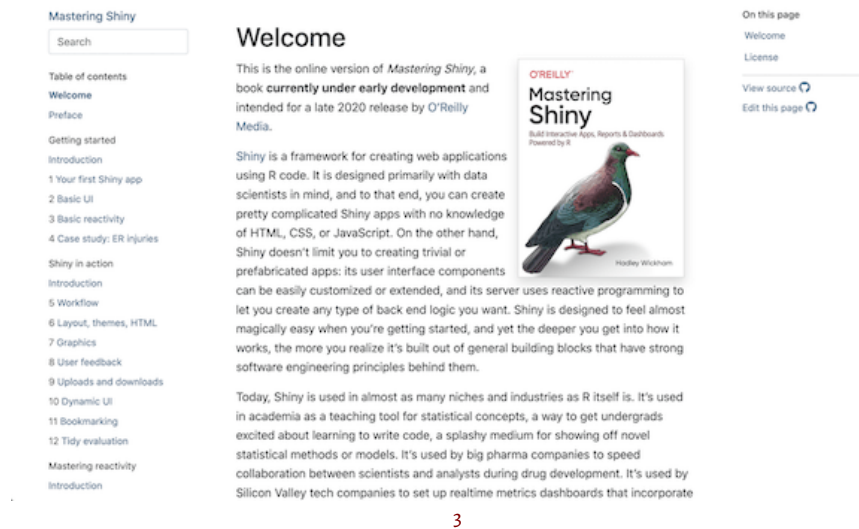 Mastering Shiny
Search
Table of contents
Welcome
Preface
Getting started
Introduction
1 Your first Shiny app
2 Basic UI
3 Basic reactivity
4 Case study: ER injuries
Shiny in action
Introduction
5 Workflow
6 Layout, themes, HTML
7 Graphics
8 User feedback
9 Uploads and downloads
10 Dynamic UI
11 Bookmarking
12 Tidy evaluation
Mastering reactivity
Introduction
Welcome
This is the online version of Mastering Shiny, a
book currently under early development and
intended for a late 2020 release by O'Reilly
Media.
Shiny is a framework for creating web applications
using R code. It is designed primarily with data
scientists in mind, and to that end, you can create
pretty complicated Shiny apps with no knowledge
of HTML, CSS, or JavaScript. On the other hand,
Shiny doesn't limit you to creating trivial or
prefabricated apps: its user interface components
can be easily customized or extended, and its server uses reactive programming to
let you create any type of back end logic you want. Shiny is designed to feel almost
magically easy when you're getting started, and yet the deeper you get into how it
works, the more you realize it's built out of general building blocks that have strong
software engineering principles behind them.
Today, Shiny is used in almost as many niches and industries as R itself is. It's used
in academia as a teaching tool for statistical concepts, a way to get undergrads
excited about learning to write code, a splashy medium for showing off novel
statistical methods or models. It's used by big pharma companies to speed
collaboration between scientists and analysts during drug development. It's used by
Silicon Valley tech companies to set up realtime metrics dashboards that incorporate
O'REILLY
Mastering
Shiny
Build Interactive Apps, Reports & Dashboards
Powered by R
Hadley Wickham
On this page
Welcome
License
View source
Edit this page
3